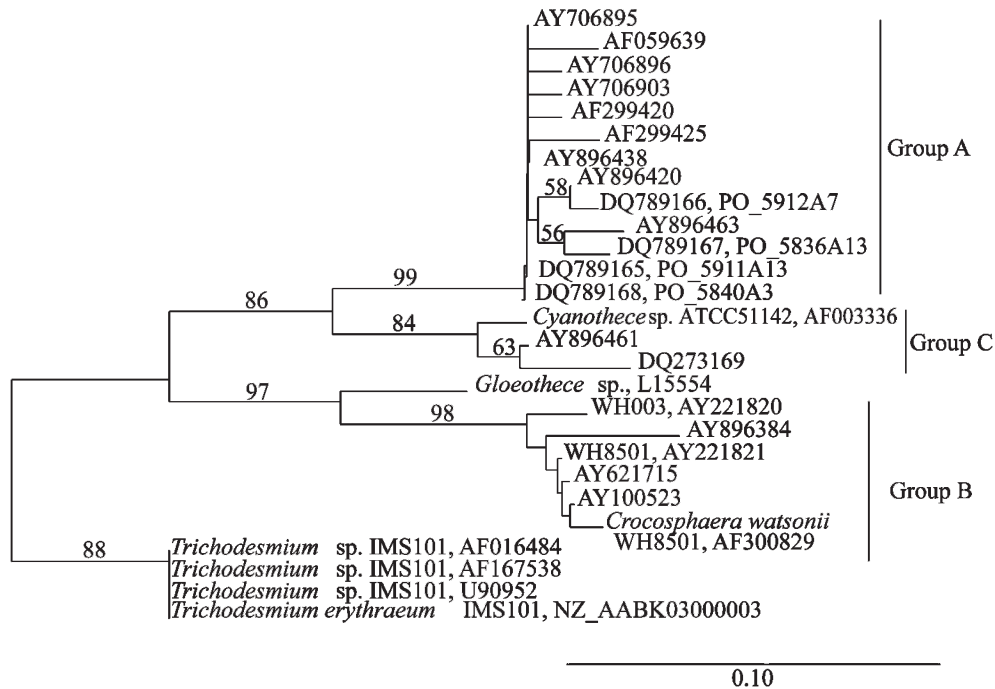 AY706895
AF059639
AY706896
AY706903
AF299420
AF299425
AY896438
AY896420
58
DQ789166, PO_5912A7
AY896463
56
DQ789167, PO_5836A13
DQ789165, PO_5911A13
99
DQ789168, PO_5840A3
Group A
86
Cyanothece sp. ATCC51142, AF003336
84
AY896461
63
DQ273169
Group C
97
Gloeothece sp., L15554
98
WH003, AY221820
AY896384
WH8501, AY221821
AY621715
AY100523
Crocosphaera watsonii
WH8501, AF300829
Group B
88
Trichodesmium sp. IMS101, AF016484
Trichodesmium sp. IMS101, AF167538
Trichodesmium sp. IMS101, U90952
Trichodesmium erythraeum IMS101, NZ_AABK03000003
0.10